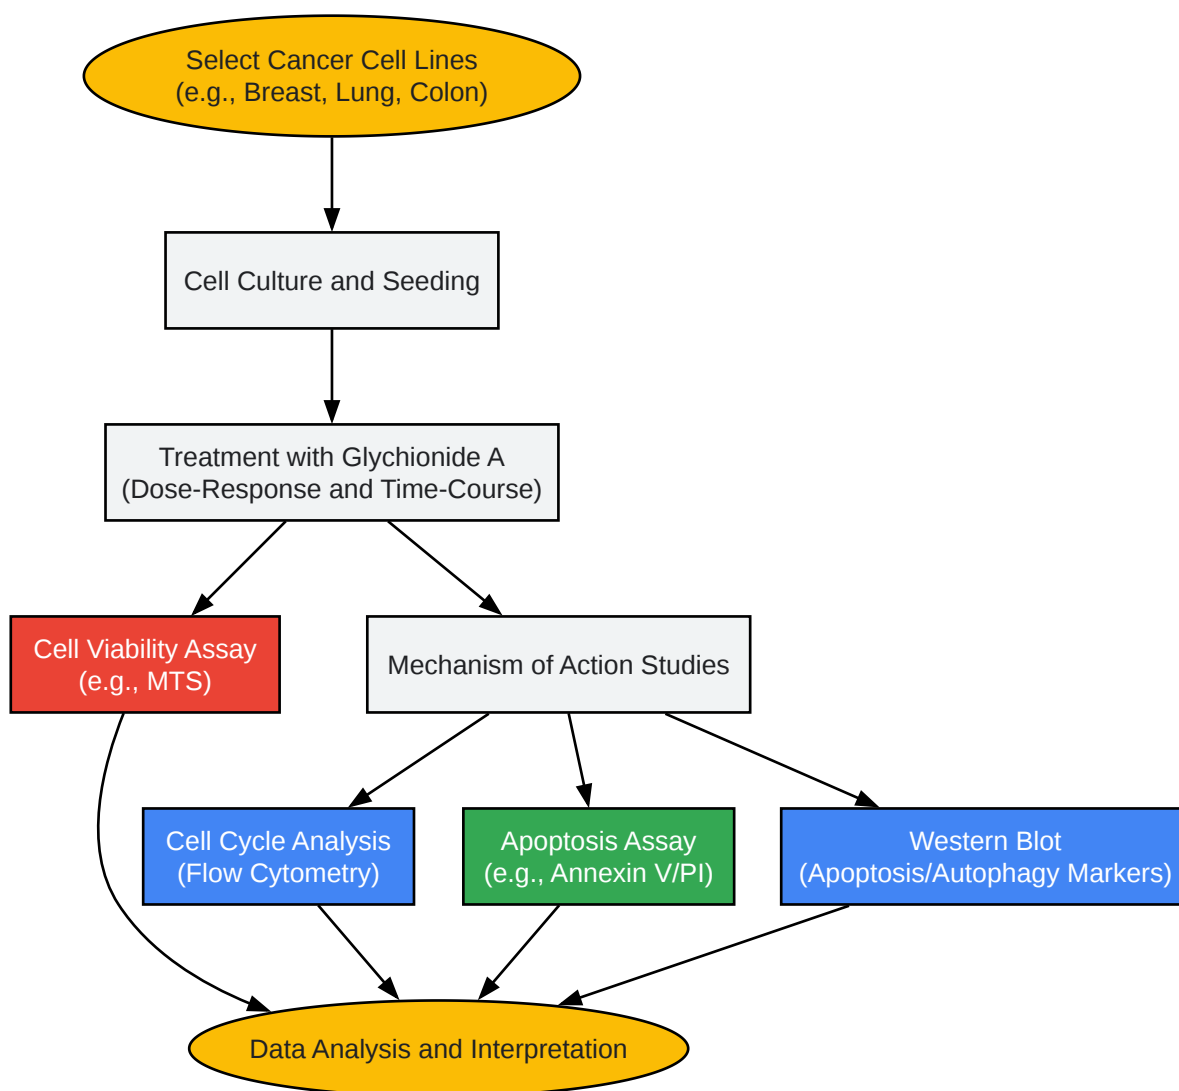 Select Cancer Cell Lines
(e.g., Breast, Lung, Colon)
Cell Culture and Seeding
Treatment with Glychionide A
(Dose-Response and Time-Course)
Cell Viability Assay
(e.g., MTS)
Mechanism of Action Studies
Cell Cycle Analysis
(Flow Cytometry)
Apoptosis Assay
(e.g., Annexin V/PI)
Western Blot
(Apoptosis/Autophagy Markers)
Data Analysis and Interpretation